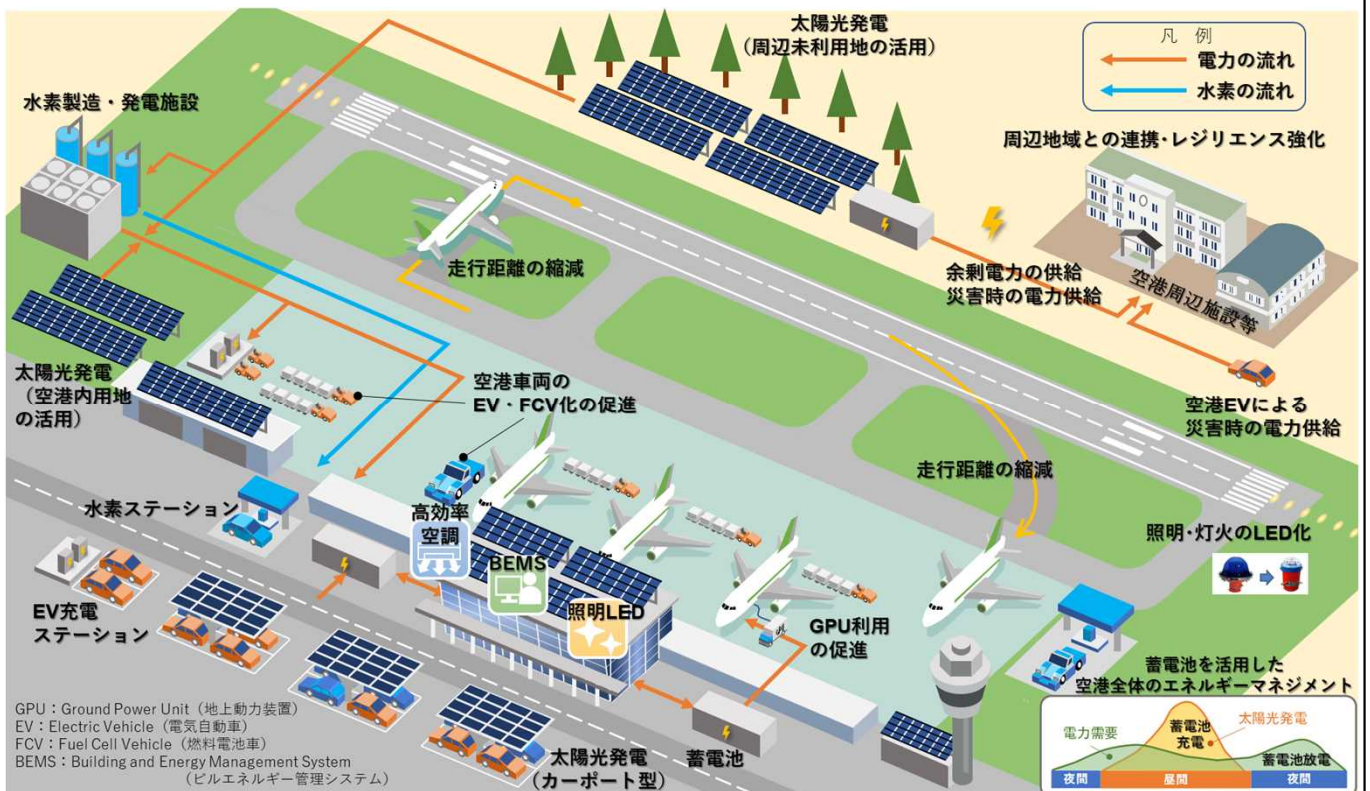 太陽光発電
（周辺未利用地の活用）
凡 例
電力の流れ
水素の流れ
水素製造・発電施設
周辺地域との連携・レジリエンス強化
走行距離の縮減
余剰電力の供給
災害時の電力供給
空港周辺施設等
太陽光発電
（空港内用地
の活用）
空港車両の
EV・FCV化の促進
空港EVによる
災害時の電力供給
走行距離の縮減
水素ステーション
高効率
空調
照明・灯火のLED化
BEMS
EV充電
ステーション
照明LED
GPU利用
の促進
蓄電池を活用した
空港全体のエネルギーマネジメント
GPU：Ground Power Unit（地上動力装置）
EV：Electric Vehicle（電気自動車）
FCV：Fuel Cell Vehicle（燃料電池車）
BEMS：Building and Energy Management System
（ビルエネルギー管理システム）
太陽光発電
（カーポート型）
蓄電池
電力需要
蓄電池
充電
太陽光発電
蓄電池放電
夜間
昼間
夜間